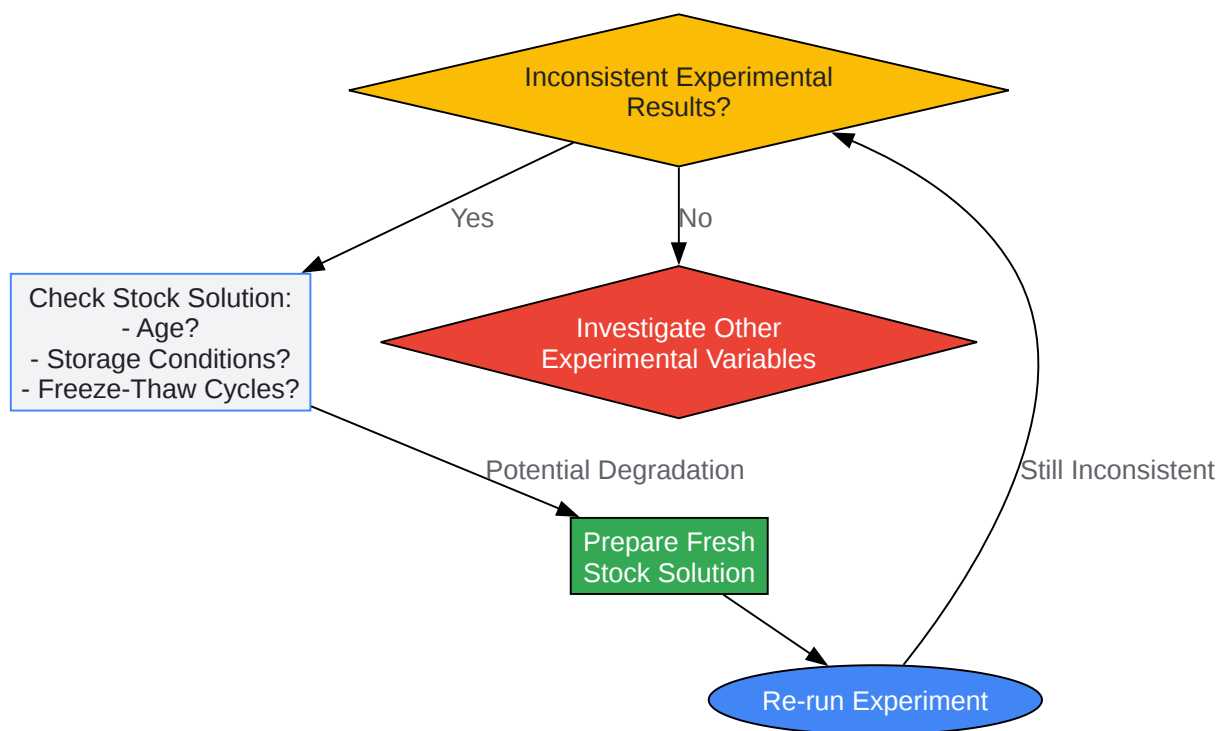 Inconsistent Experimental
Results?
Yes
No
Check Stock Solution:
- Age?
- Storage Conditions?
- Freeze-Thaw Cycles?
Investigate Other
Experimental Variables
Potential Degradation
Still Inconsistent
Prepare Fresh
Stock Solution
Re-run Experiment